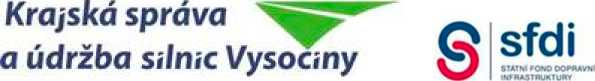 Krajská správa
a údržba silnic Vysočiny
sfdi
STÁTNÍ FOND DOPRAVNÍ
INFRASTRUKTURY